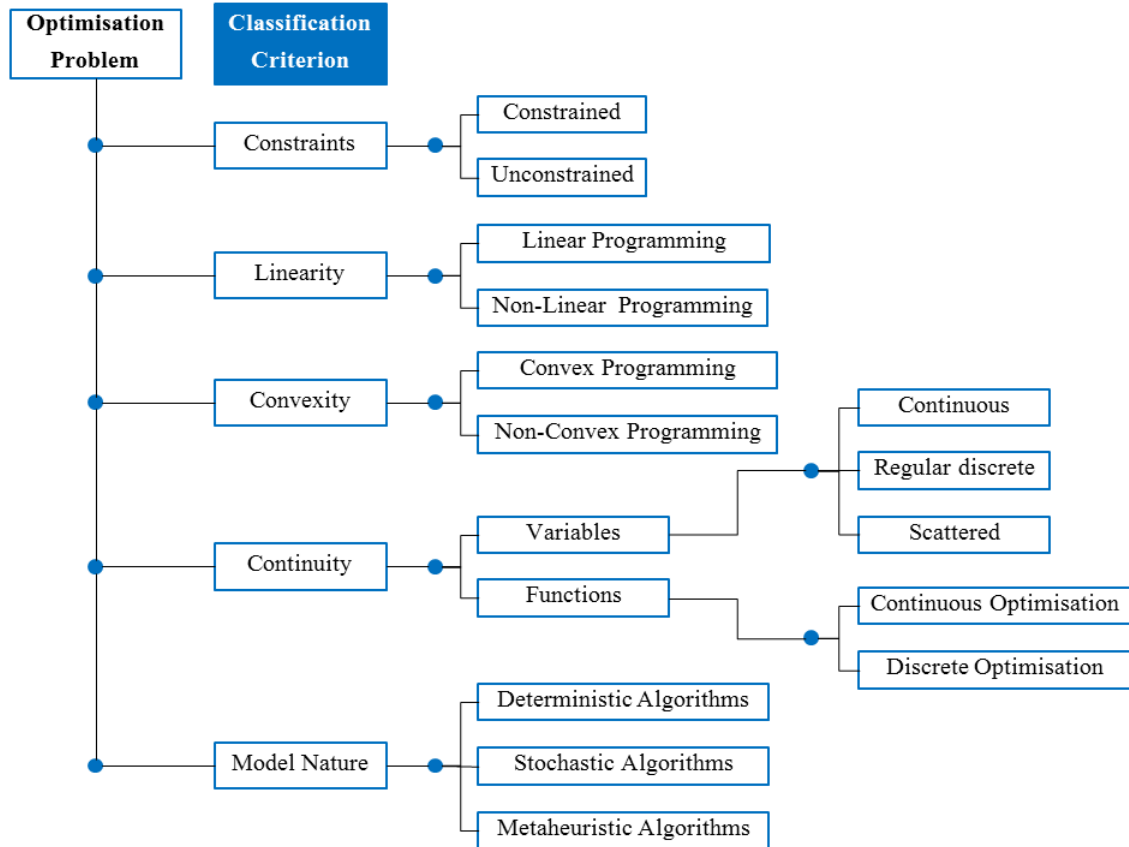 Optimisation
Problem
Classification
Criterion
Constraints
Constrained
Unconstrained
Linearity
Linear Programming
Non-Linear Programming
Convexity
Convex Programming
Non-Convex Programming
Continuity
Variables
Continuous
Regular discrete
Scattered
Functions
Continuous Optimisation
Discrete Optimisation
Model Nature
Deterministic Algorithms
Stochastic Algorithms
Metaheuristic Algorithms